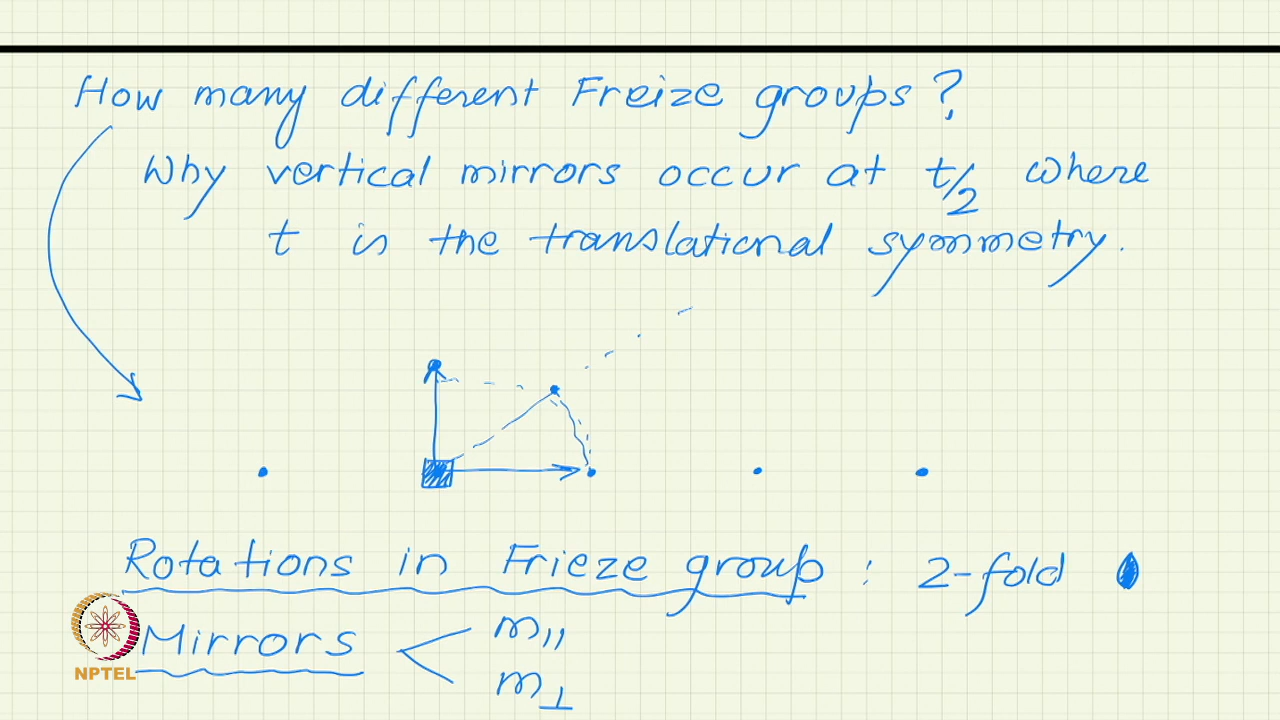 How many different Freize groups?
Why vertical mirrors occur at t/2 where
t is the translational symmetry.
Rotations in Frieze group : 2-fold
Mirrors < m||
m⊥
NPTEL